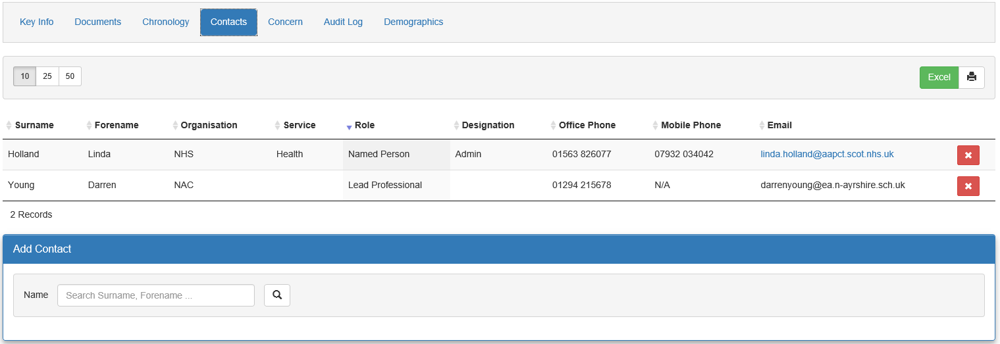 Key Info Documents Chronology Contacts Concern Audit Log Demographics
10 25 50 Excel
Surname Forename Organisation Service Role Designation Office Phone Mobile Phone Email
Holland Linda NHS Health Named Person Admin 01563 826077 07932 034042 linda.holland@aapct.scot.nhs.uk
Young Darren NAC Lead Professional 01294 215678 N/A darrenyoung@ea.n-ayrshire.sch.uk
2 Records
Add Contact
Name Search Surname, Forename ...